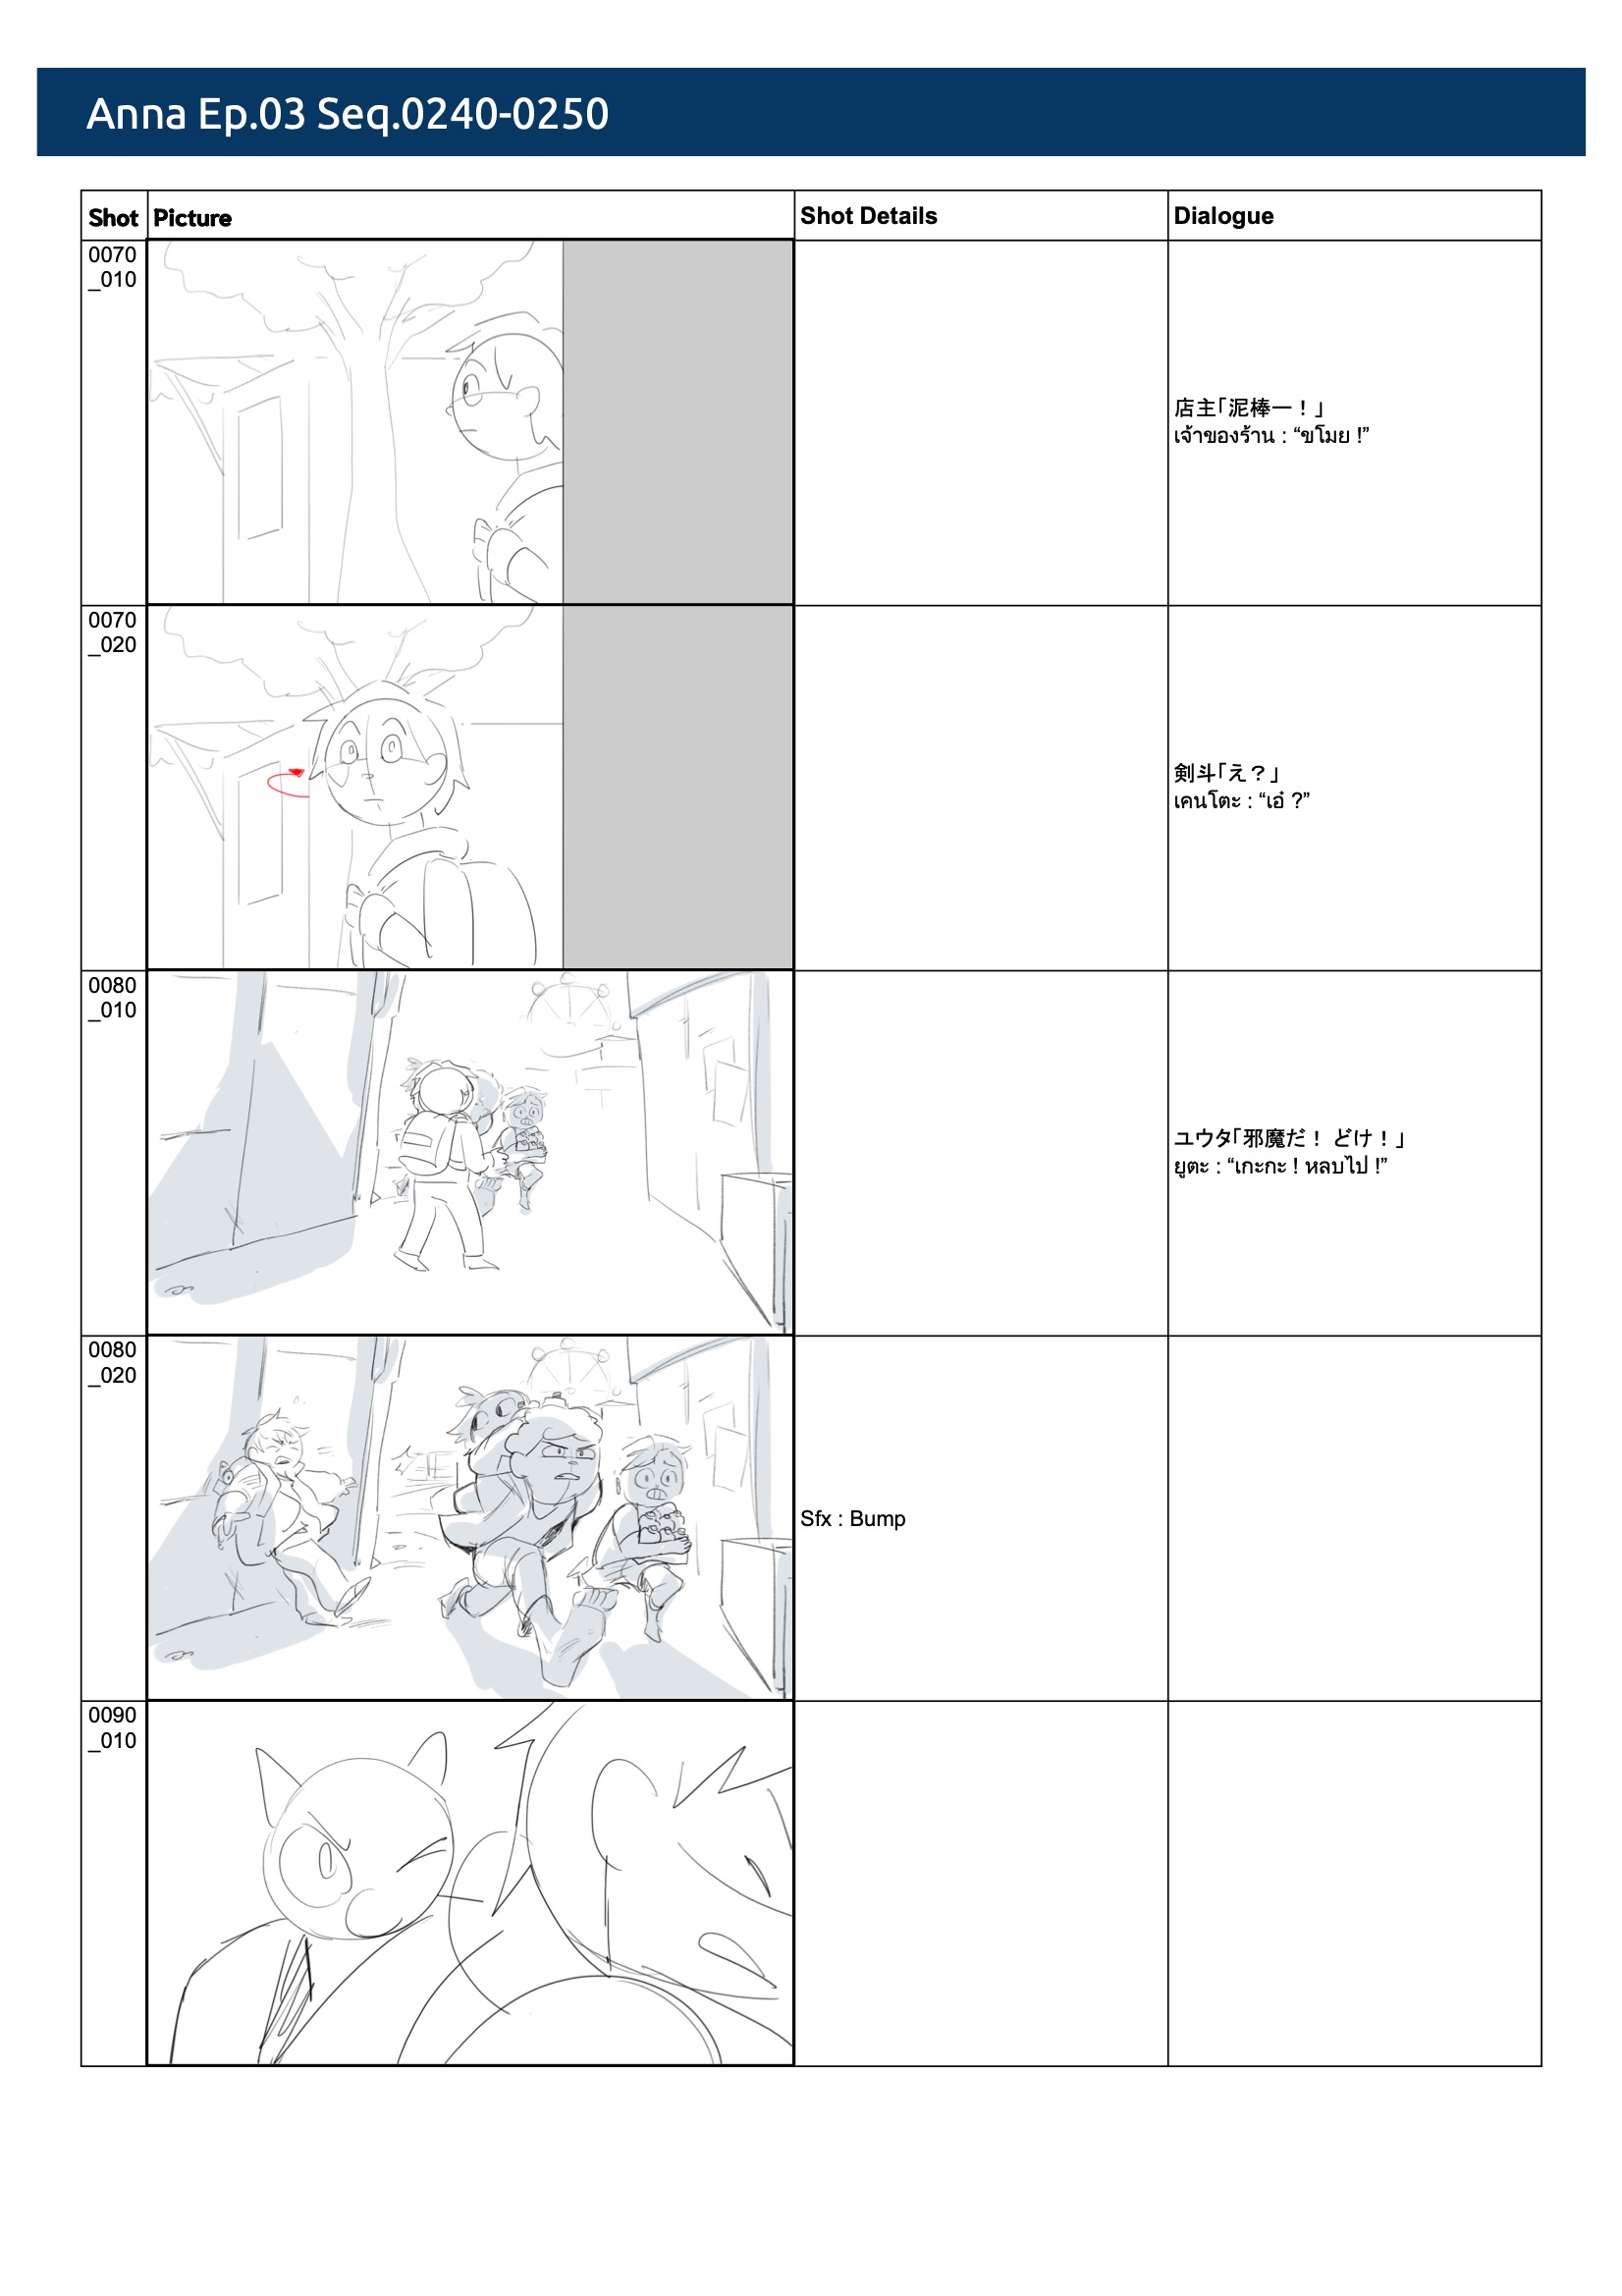 Anna Ep.03 Seq.0240-0250
Shot Picture Shot Details Dialogue
0070
_010
店主｢泥棒ー！｣
เจ้าของร้าน : “ขโมย !”
0070
_020
剣斗｢え？｣
เคนโตะ : “เอ๋ ?”
0080
_010
ユウタ｢邪魔だ！ どけ！｣
ยูตะ : “เกะกะ ! หลบไป !”
0080
_020
Sfx : Bump
0090
_010